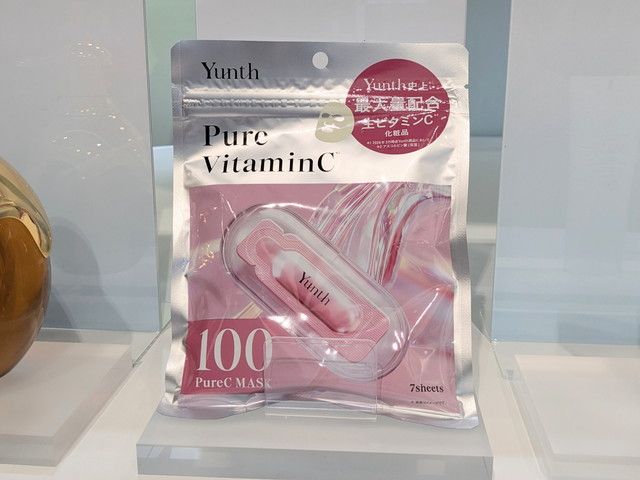 Yunth
Yunth史上
最大量配合
生ビタミンC
化粧品
Pure
VitaminC
Yunth
100
PureC MASK
7sheets